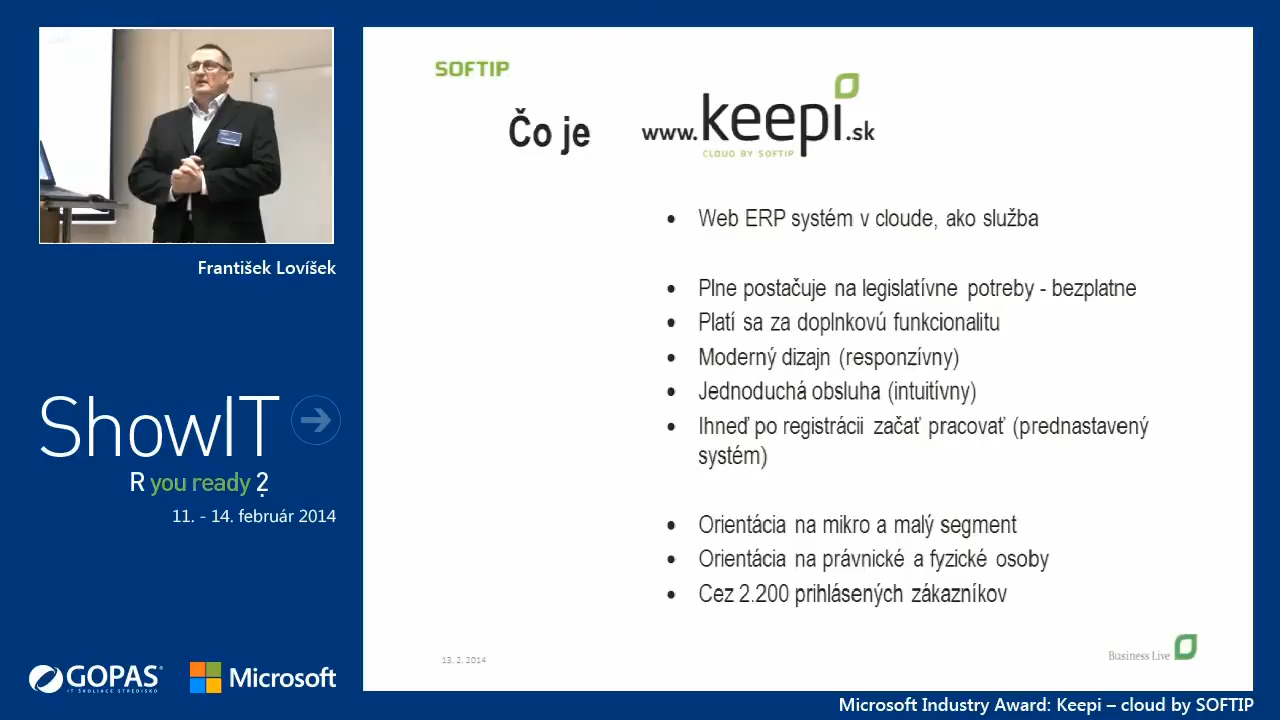 František Lovíšek
ShowIT
R you ready ?
11. - 14. február 2014
GOPAS
IT ŠKOLIACE STREDISKO
Microsoft
SOFTIP
Čo je www.keepi.sk
CLOUD BY SOFTIP
• Web ERP systém v cloude, ako služba
• Plne postačuje na legislatívne potreby - bezplatne
• Platí sa za doplnkovú funkcionalitu
• Moderný dizajn (responzívny)
• Jednoduchá obsluha (intuitívny)
• Ihneď po registrácii začať pracovať (prednastavený
systém)
• Orientácia na mikro a malý segment
• Orientácia na právnické a fyzické osoby
• Cez 2.200 prihlásených zákazníkov
13. 2. 2014
Business Live
Microsoft Industry Award: Keepi – cloud by SOFTIP